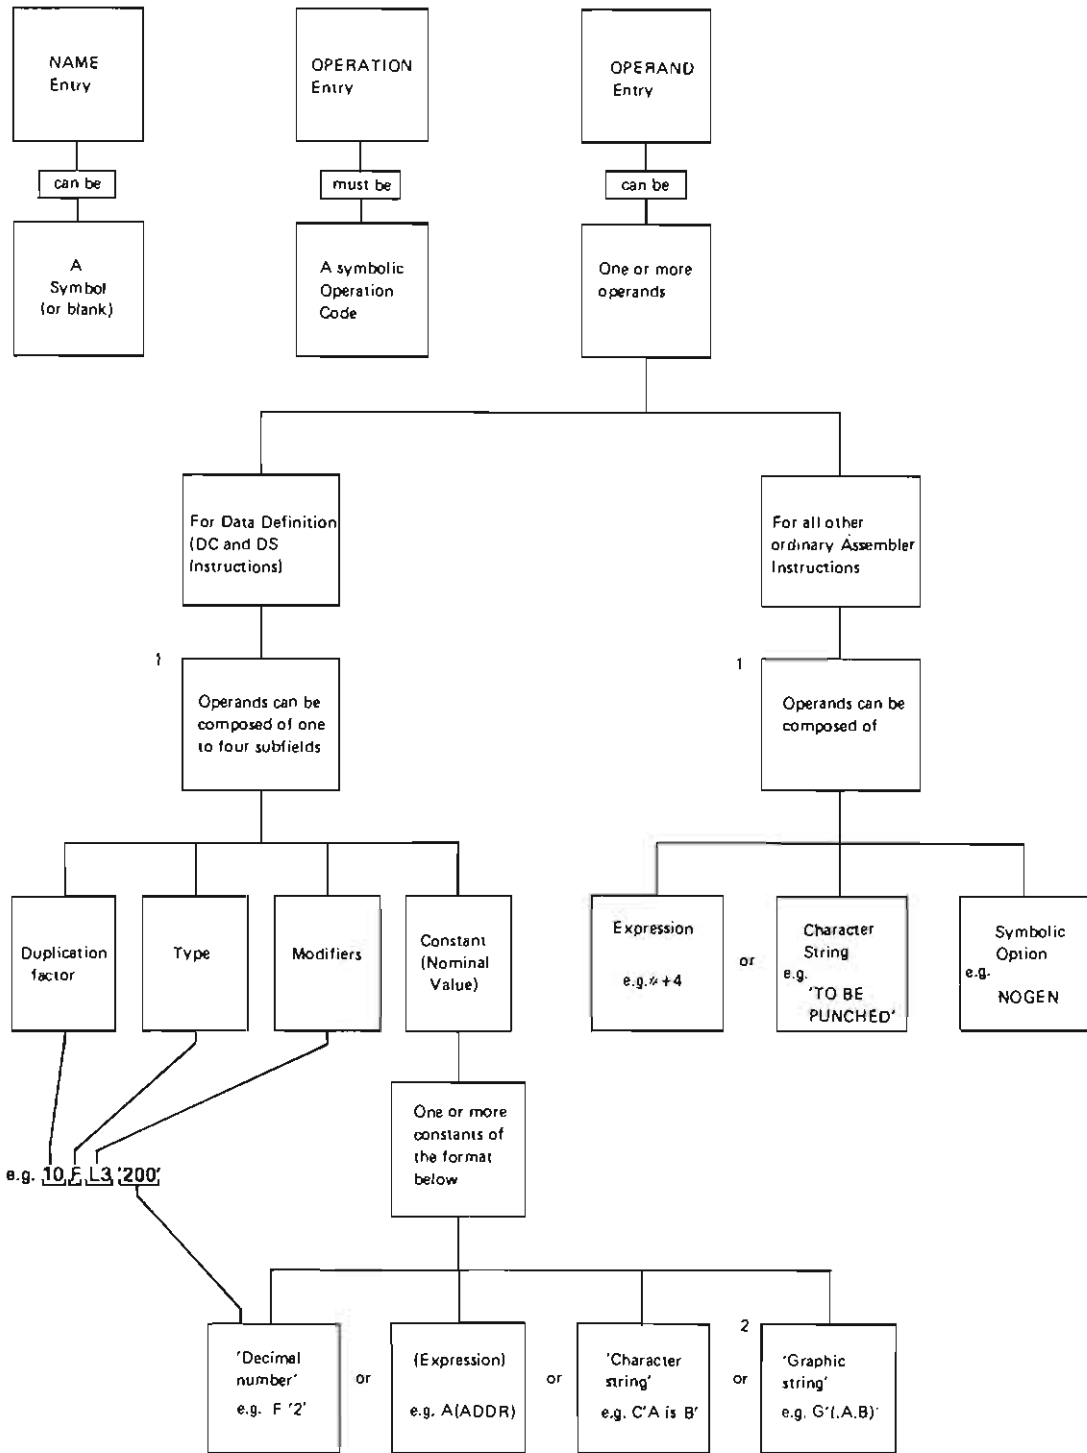 NAME
Entry
OPERATION
Entry
OPERAND
Entry
can be
must be
can be
A
Symbol
(or blank)
A symbolic
Operation
Code
One or more
operands
For Data Definition
(DC and DS
Instructions)
For all other
ordinary Assembler
Instructions
1
Operands can be
composed of one
to four subfields
1
Operands can be
composed of
Duplication
factor
Type
Modifiers
Constant
(Nominal
Value)
Expression
e.g.*+4
or
Character
String
e.g.
'TO BE
PUNCHED'
Symbolic
Option
e.g.
NOGEN
One or more
constants of
the format
below
e.g. 10 F L3 '200'
'Decimal
number'
e.g. F '2'
or
(Expression)
e.g. A(ADDR)
or
'Character
string'
e.g. C'A is B'
or
2
'Graphic
string'
e.g. G'(.A.B)'